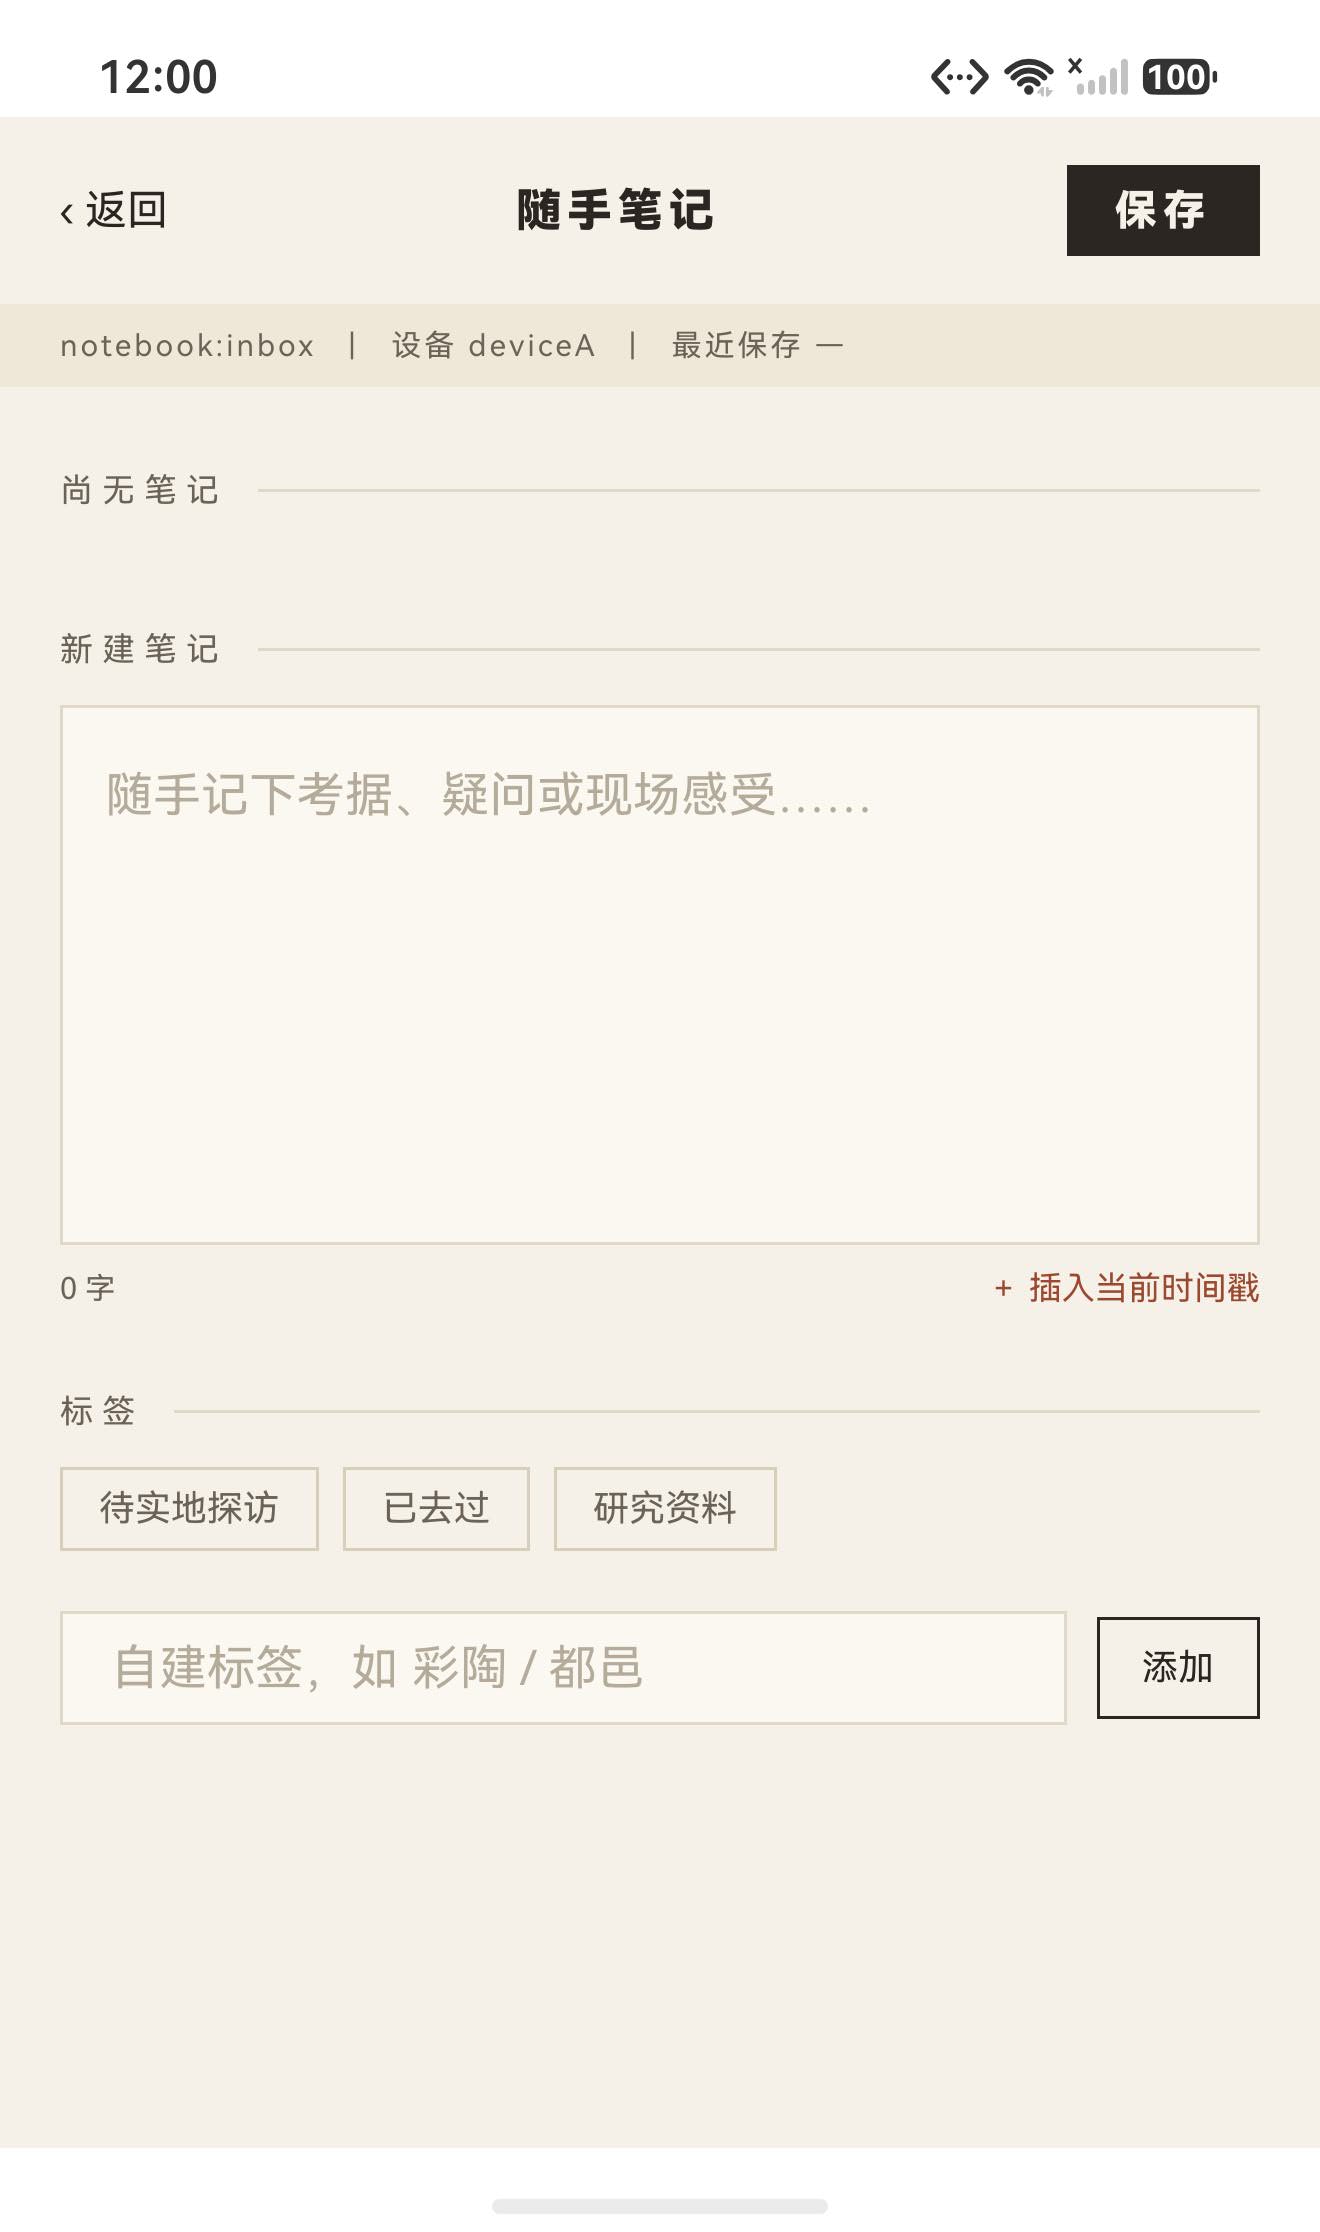 12:00
100
‹ 返回
随手笔记
保存
notebook:inbox | 设备 deviceA | 最近保存 —
尚无笔记
新建笔记
随手记下考据、疑问或现场感受……
0 字
+ 插入当前时间戳
标签
待实地探访
已去过
研究资料
自建标签，如 彩陶 / 都邑
添加